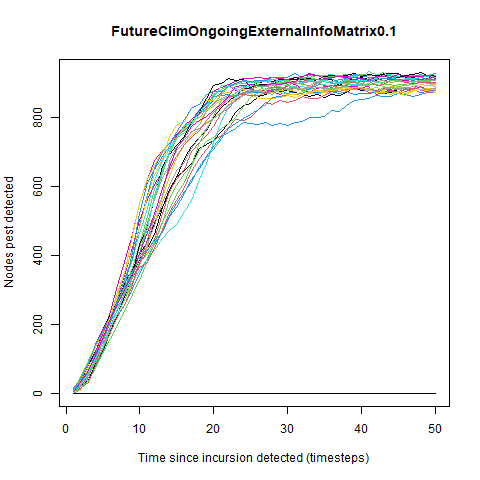 FutureClimOngoingExternalInfoMatrix0.1
Nodes pest detected
800
600
400
200
0
0 10 20 30 40 50
Time since incursion detected (timesteps)